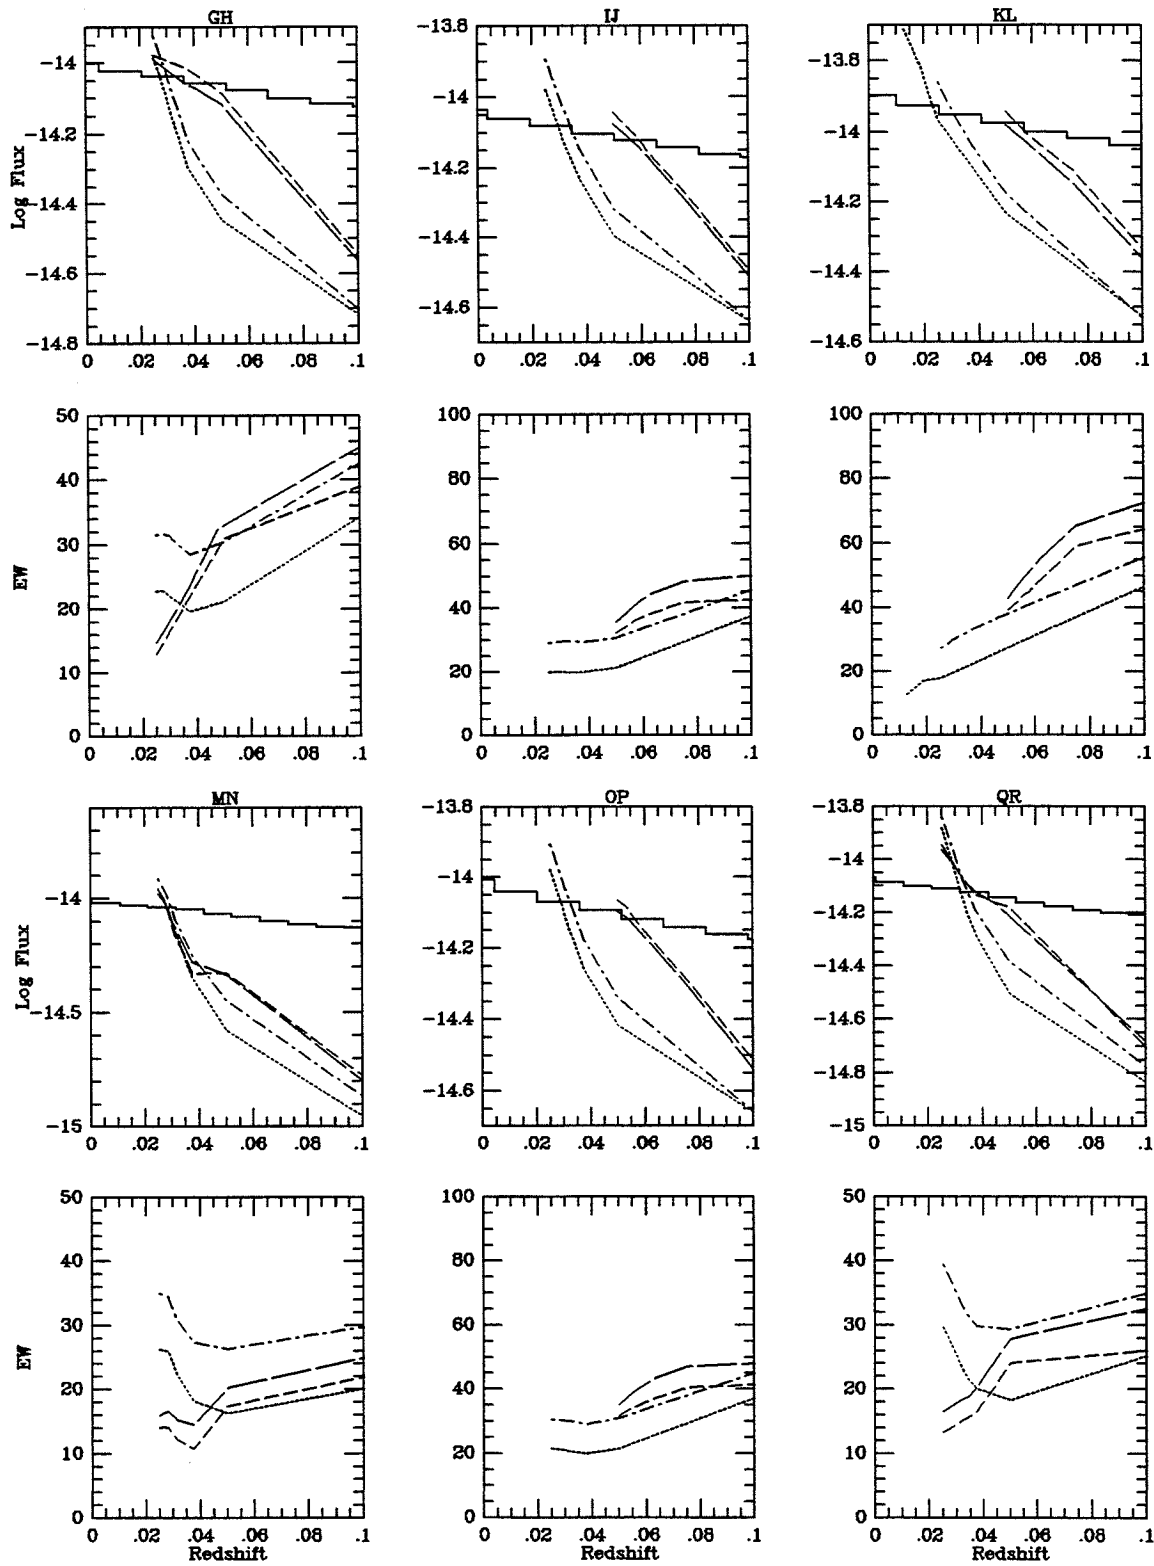 GH IJ KL
-14 -14.2 -14.4 -14.6 -14.8
Log Flux
0 .02 .04 .06 .08 .1
-13.8 -14 -14.2 -14.4 -14.6
0 .02 .04 .06 .08 .1
-13.8 -14 -14.2 -14.4 -14.6
0 .02 .04 .06 .08 .1
50 40 30 20 10 0
EW
0 .02 .04 .06 .08 .1
100 80 60 40 20 0
0 .02 .04 .06 .08 .1
100 80 60 40 20 0
0 .02 .04 .06 .08 .1
MN OP QR
-14 -14.5 -15
Log Flux
0 .02 .04 .06 .08 .1
-13.8 -14 -14.2 -14.4 -14.6
0 .02 .04 .06 .08 .1
-13.8 -14 -14.2 -14.4 -14.6 -14.8 -15
0 .02 .04 .06 .08 .1
50 40 30 20 10 0
EW
0 .02 .04 .06 .08 .1
Redshift
100 80 60 40 20 0
0 .02 .04 .06 .08 .1
Redshift
50 40 30 20 10 0
0 .02 .04 .06 .08 .1
Redshift